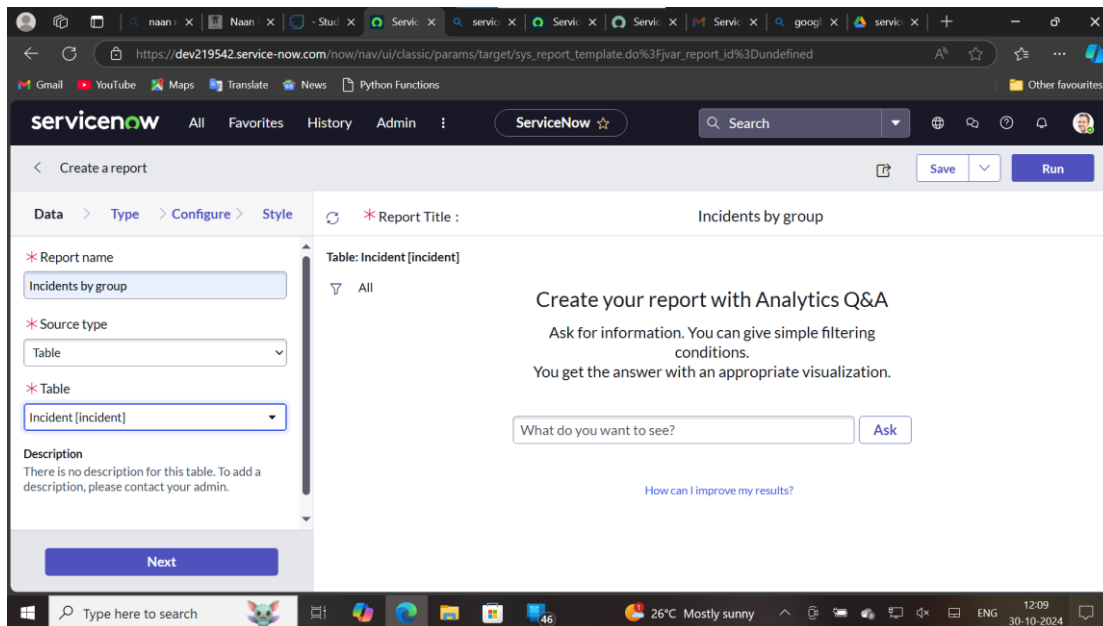 naan r
Naan
- Stud
Servic
servic
Servic
Servic
Servic
googl
servic
https://dev219542.service-now.com/now/nav/ui/classic/params/target/sys_report_template.do%3Fjvar_report_id%3Dundefined
Gmail YouTube Maps Translate News Python Functions Other favourites
servicenow All Favorites History Admin ServiceNow Search
Create a report Save Run
Data > Type > Configure > Style
*Report Title : Incidents by group
*Report name
Incidents by group
*Source type
Table
*Table
Incident [incident]
Description
There is no description for this table. To add a
description, please contact your admin.
Next
Table: Incident [incident]
All
Create your report with Analytics Q&A
Ask for information. You can give simple filtering
conditions.
You get the answer with an appropriate visualization.
What do you want to see? Ask
How can I improve my results?
Type here to search 46 26°C Mostly sunny ENG 12:09
30-10-2024